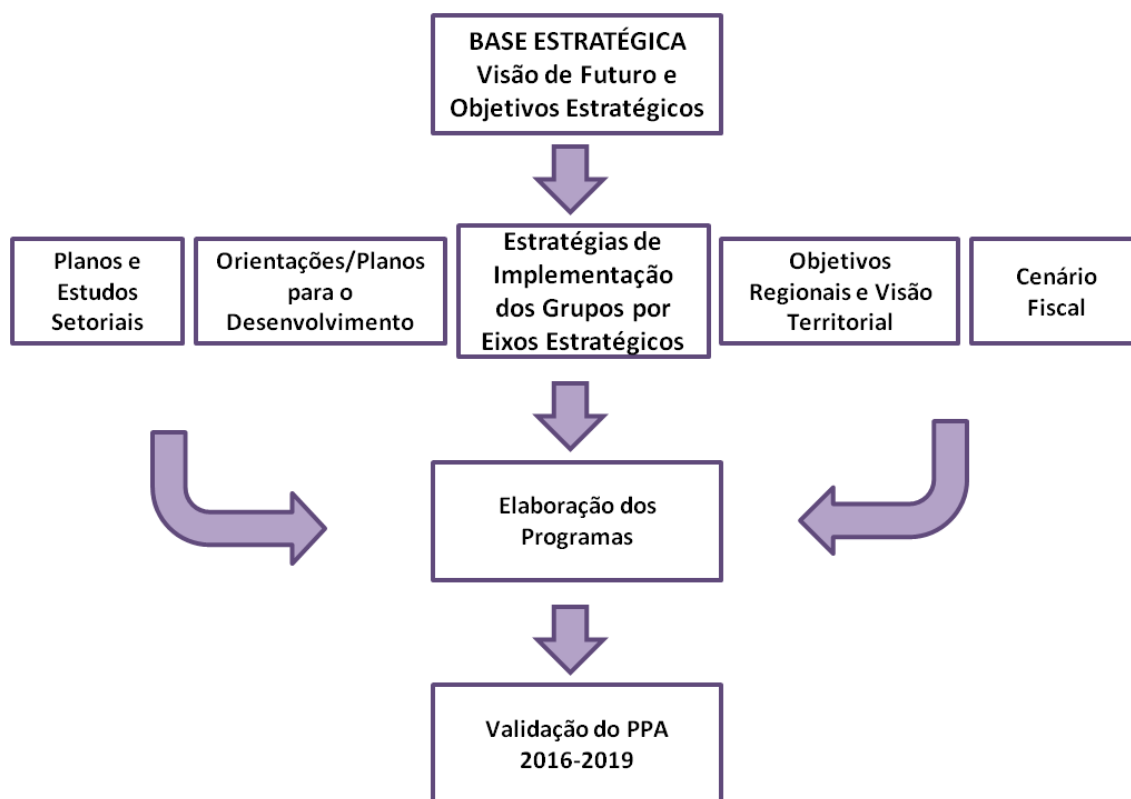 BASE ESTRATÉGICA
Visão de Futuro e
Objetivos Estratégicos
Planos e
Estudos
Setoriais
Orientações/Planos
para o
Desenvolvimento
Estratégias de
Implementação
dos Grupos por
Eixos Estratégicos
Objetivos
Regionais e Visão
Territorial
Cenário
Fiscal
Elaboração dos
Programas
Validação do PPA
2016-2019